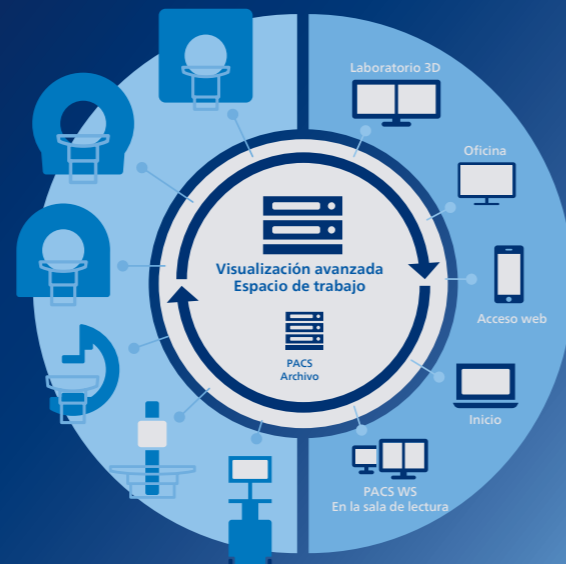 Laboratorio 3D
Oficina
Visualización avanzada
Espacio de trabajo
Acceso web
PACS
Archivo
Inicio
PACS WS
En la sala de lectura